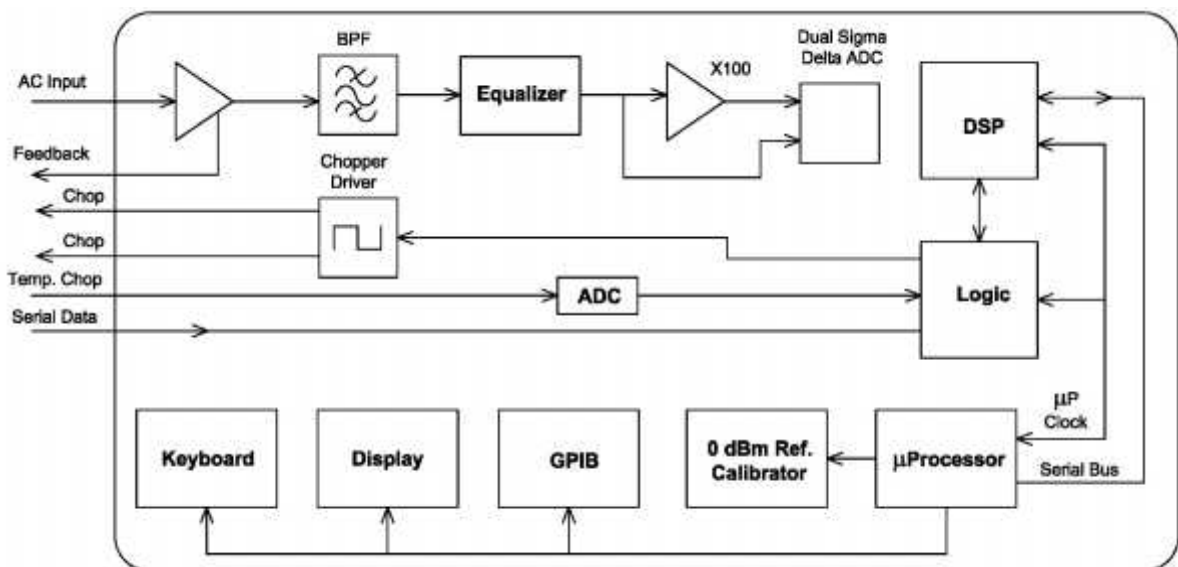 BPF
Dual Sigma
Delta ADC
AC Input
X100
Equalizer
DSP
Feedback
Chopper
Driver
Chop
Chop
Temp. Chop
ADC
Logic
Serial Data
µP
Clock
Keyboard
Display
GPIB
0 dBm Ref.
Calibrator
µProcessor
Serial Bus